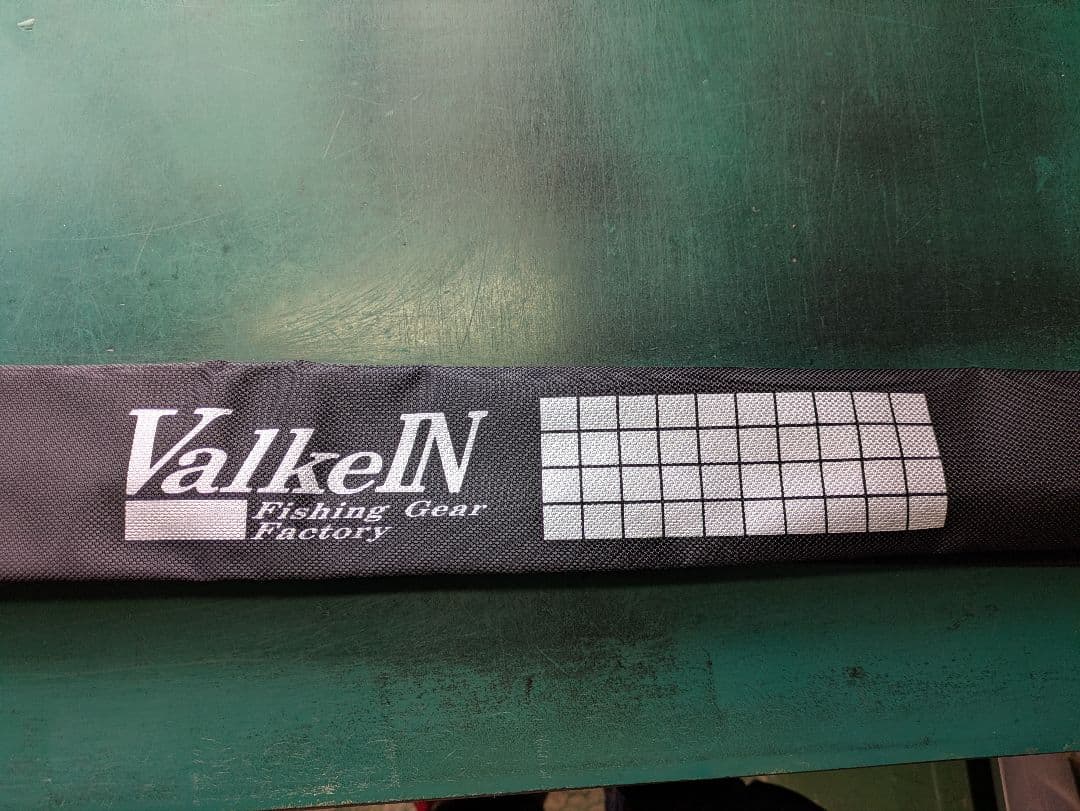 ValkeIN
Fishing Gear
Factory